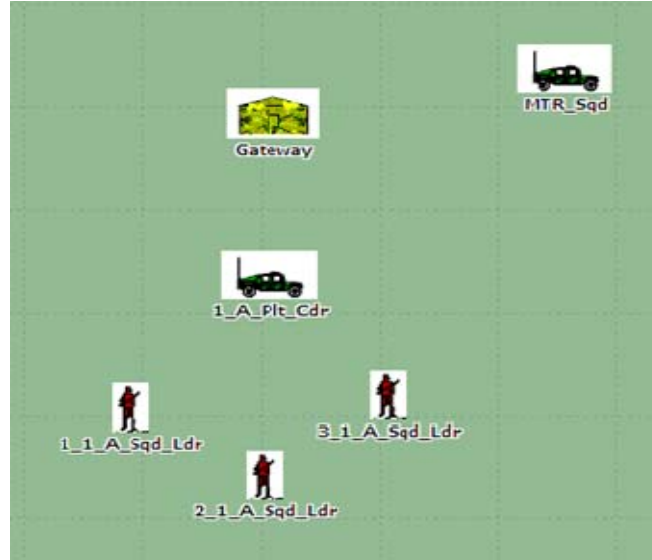 MTR_Sqd
Gateway
1_A_Plt_Cdr
1_1_A_Sqd_Ldr
3_1_A_Sqd_Ldr
2_1_A_Sqd_Ldr